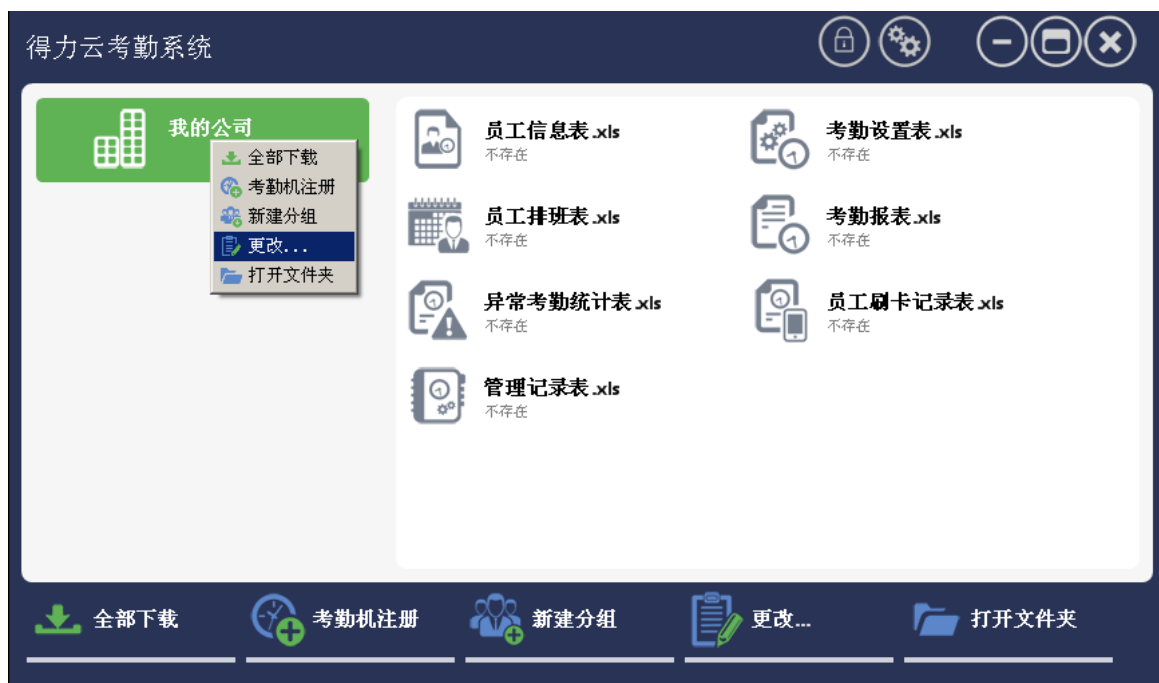 得力云考勤系统
我的公司
全部下载
考勤机注册
新建分组
更改...
打开文件夹
员工信息表.xls
不存在
考勤设置表.xls
不存在
员工排班表.xls
不存在
考勤报表.xls
不存在
异常考勤统计表.xls
不存在
员工刷卡记录表.xls
不存在
管理记录表.xls
不存在
全部下载
考勤机注册
新建分组
更改...
打开文件夹